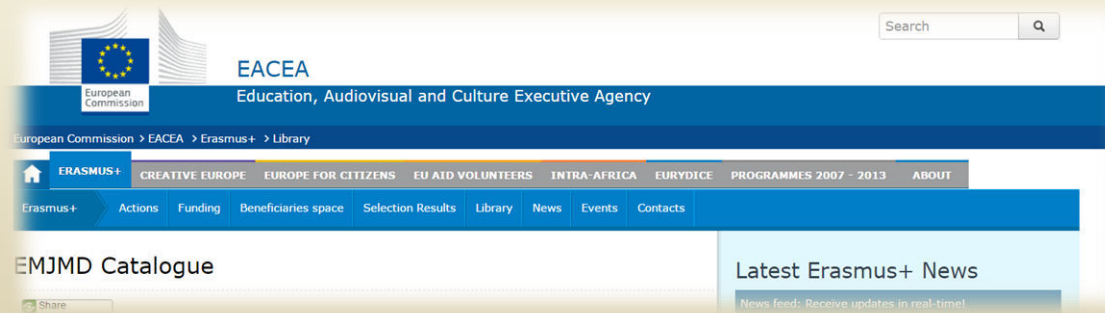 Search
EACEA
European
Commission
Education, Audiovisual and Culture Executive Agency
European Commission > EACEA > Erasmus+ > Library
ERASMUS+ CREATIVE EUROPE EUROPE FOR CITIZENS EU AID VOLUNTEERS INTRA-AFRICA EURYDICE PROGRAMMES 2007 - 2013 ABOUT
Erasmus+ Actions Funding Beneficiaries space Selection Results Library News Events Contacts
EMJMD Catalogue
Latest Erasmus+ News
Share
News feed: Receive updates in real-time!